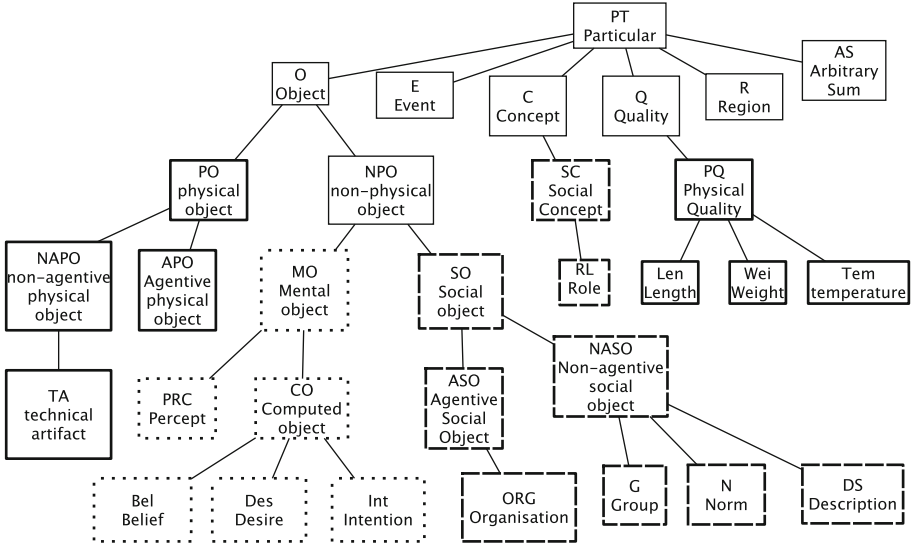 PT
Particular
O
Object
E
Event
C
Concept
Q
Quality
R
Region
AS
Arbitrary
Sum
PO
physical
object
NPO
non-physical
object
SC
Social
Concept
PQ
Physical
Quality
NAPO
non-agentive
physical
object
APO
Agentive
physical
object
MO
Mental
object
SO
Social
object
RL
Role
Len
Length
Wei
Weight
Tem
temperature
TA
technical
artifact
PRC
Percept
CO
Computed
object
ASO
Agentive
Social
Object
NASO
Non-agentive
social
object
Bel
Belief
Des
Desire
Int
Intention
ORG
Organisation
G
Group
N
Norm
DS
Description